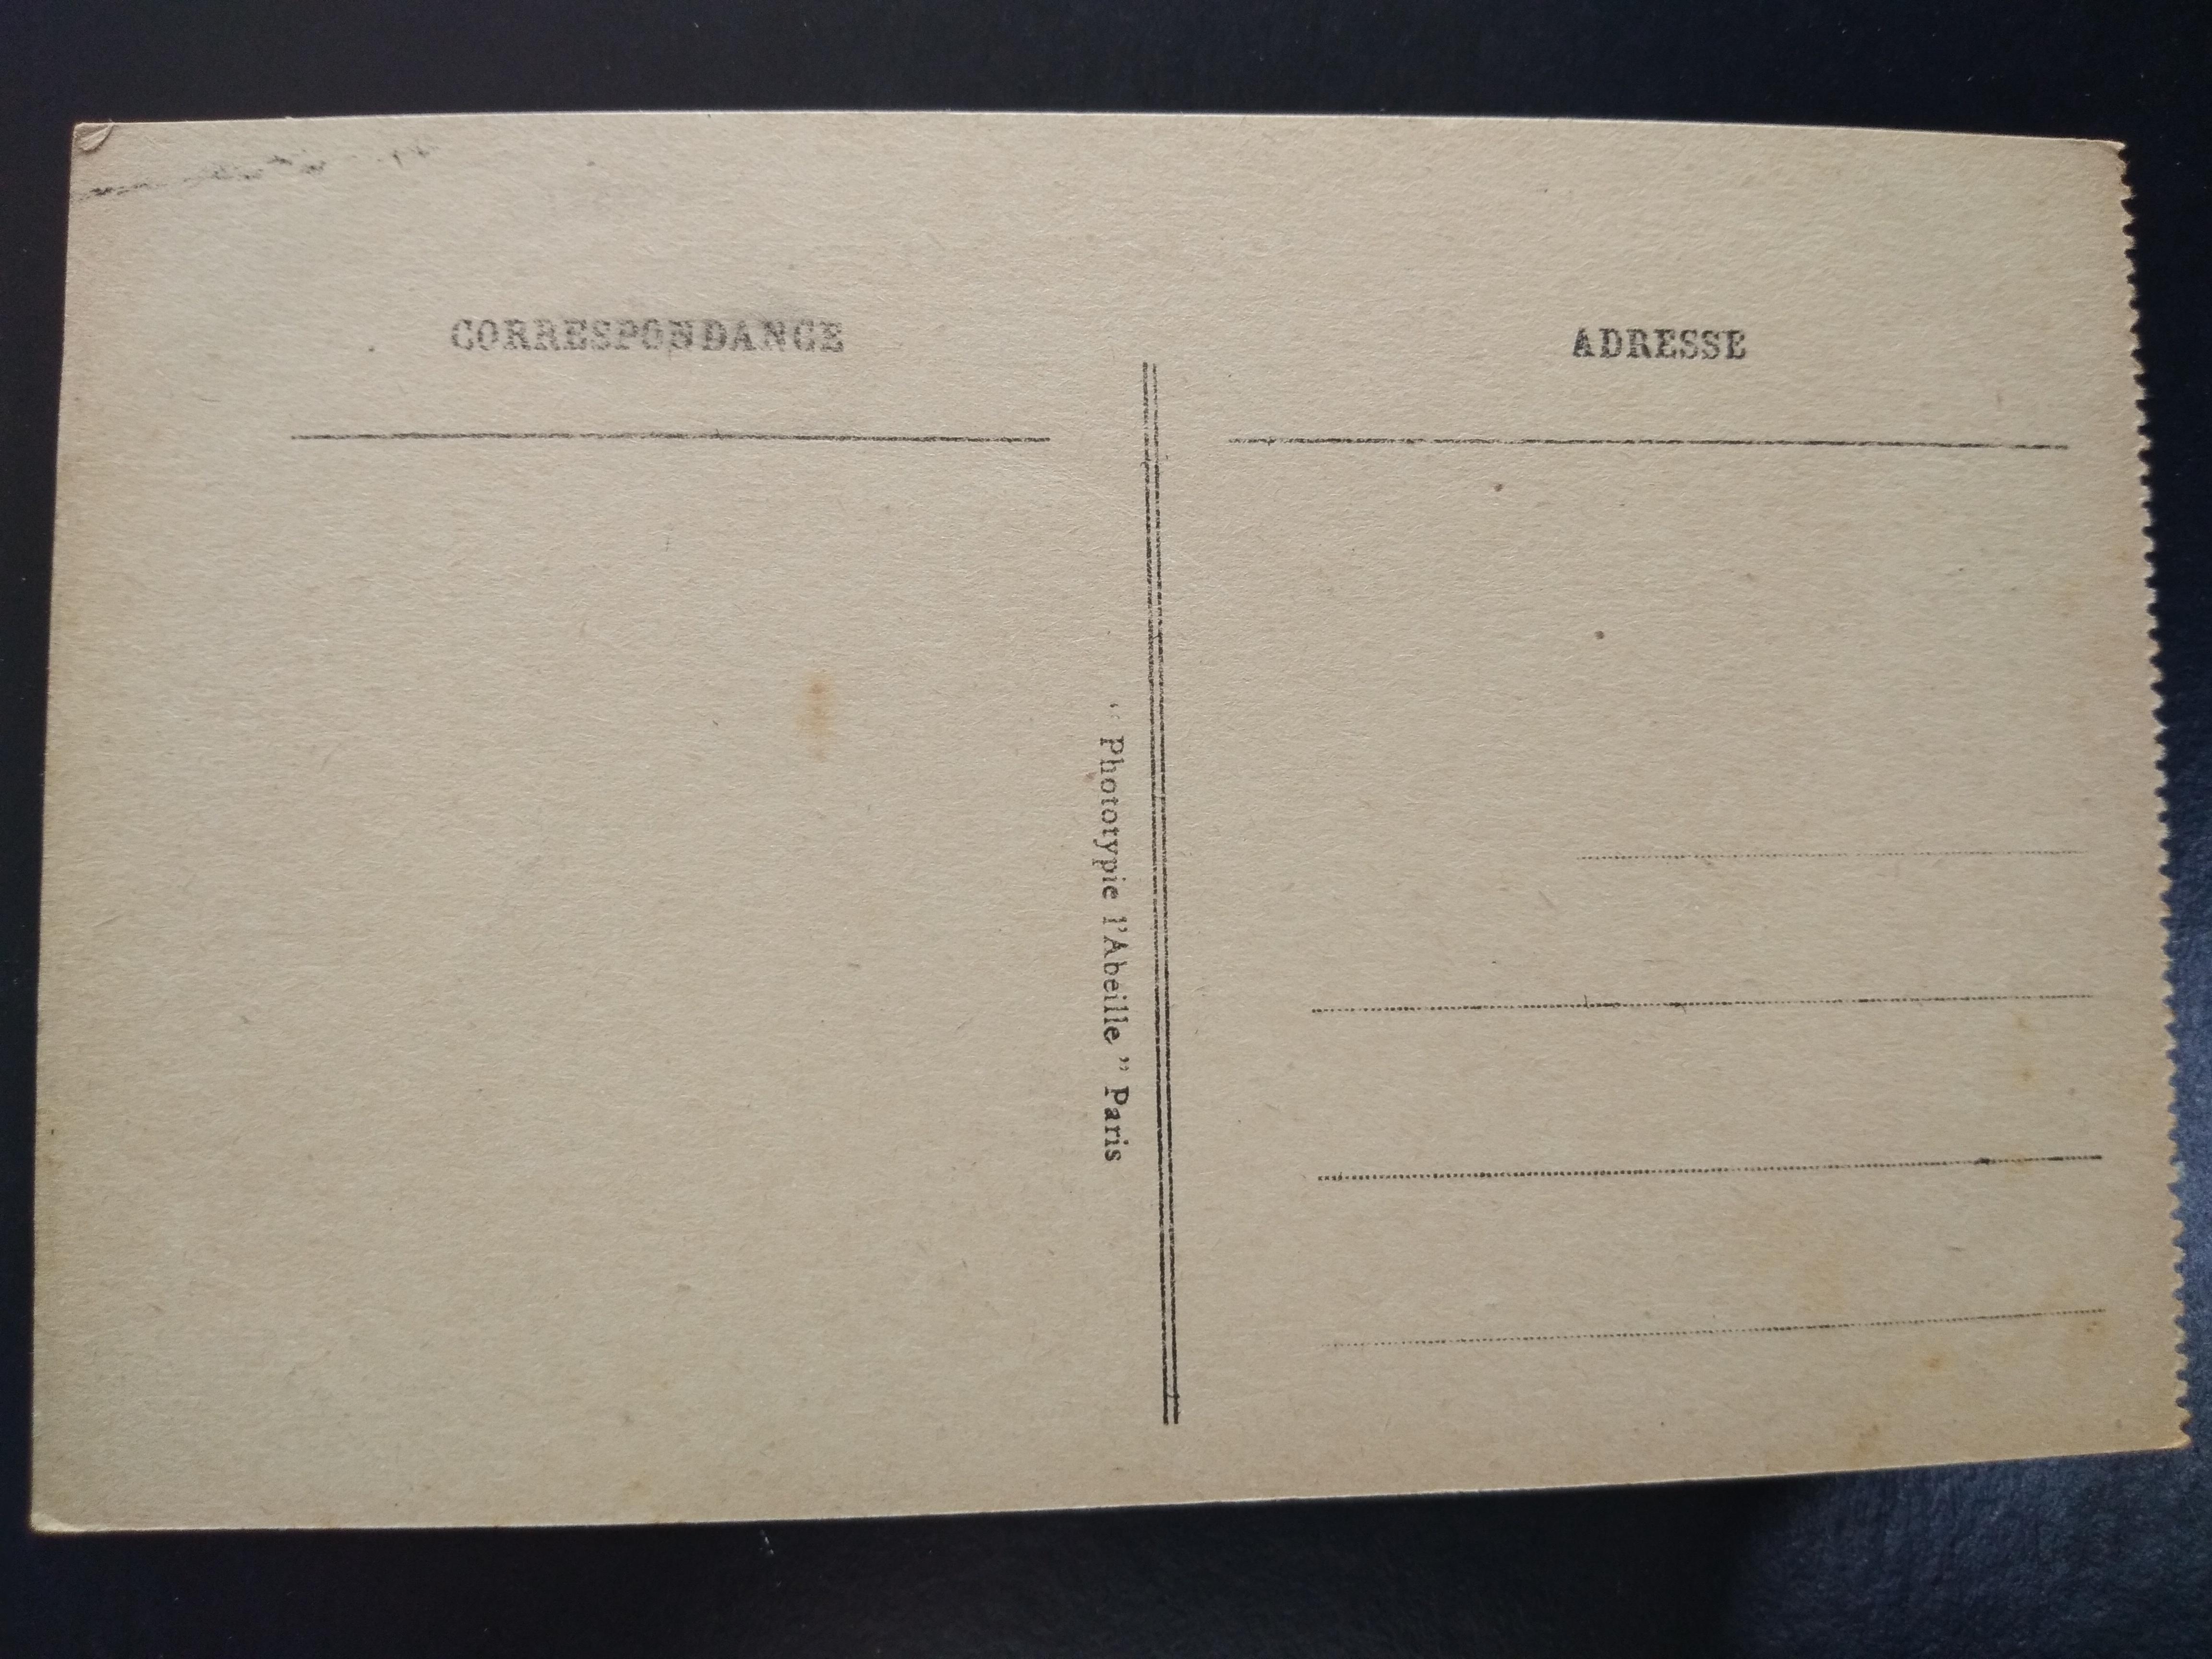 CORRESPONDANCE
ADRESSE
“ Phototypie l’Abeille ” Paris